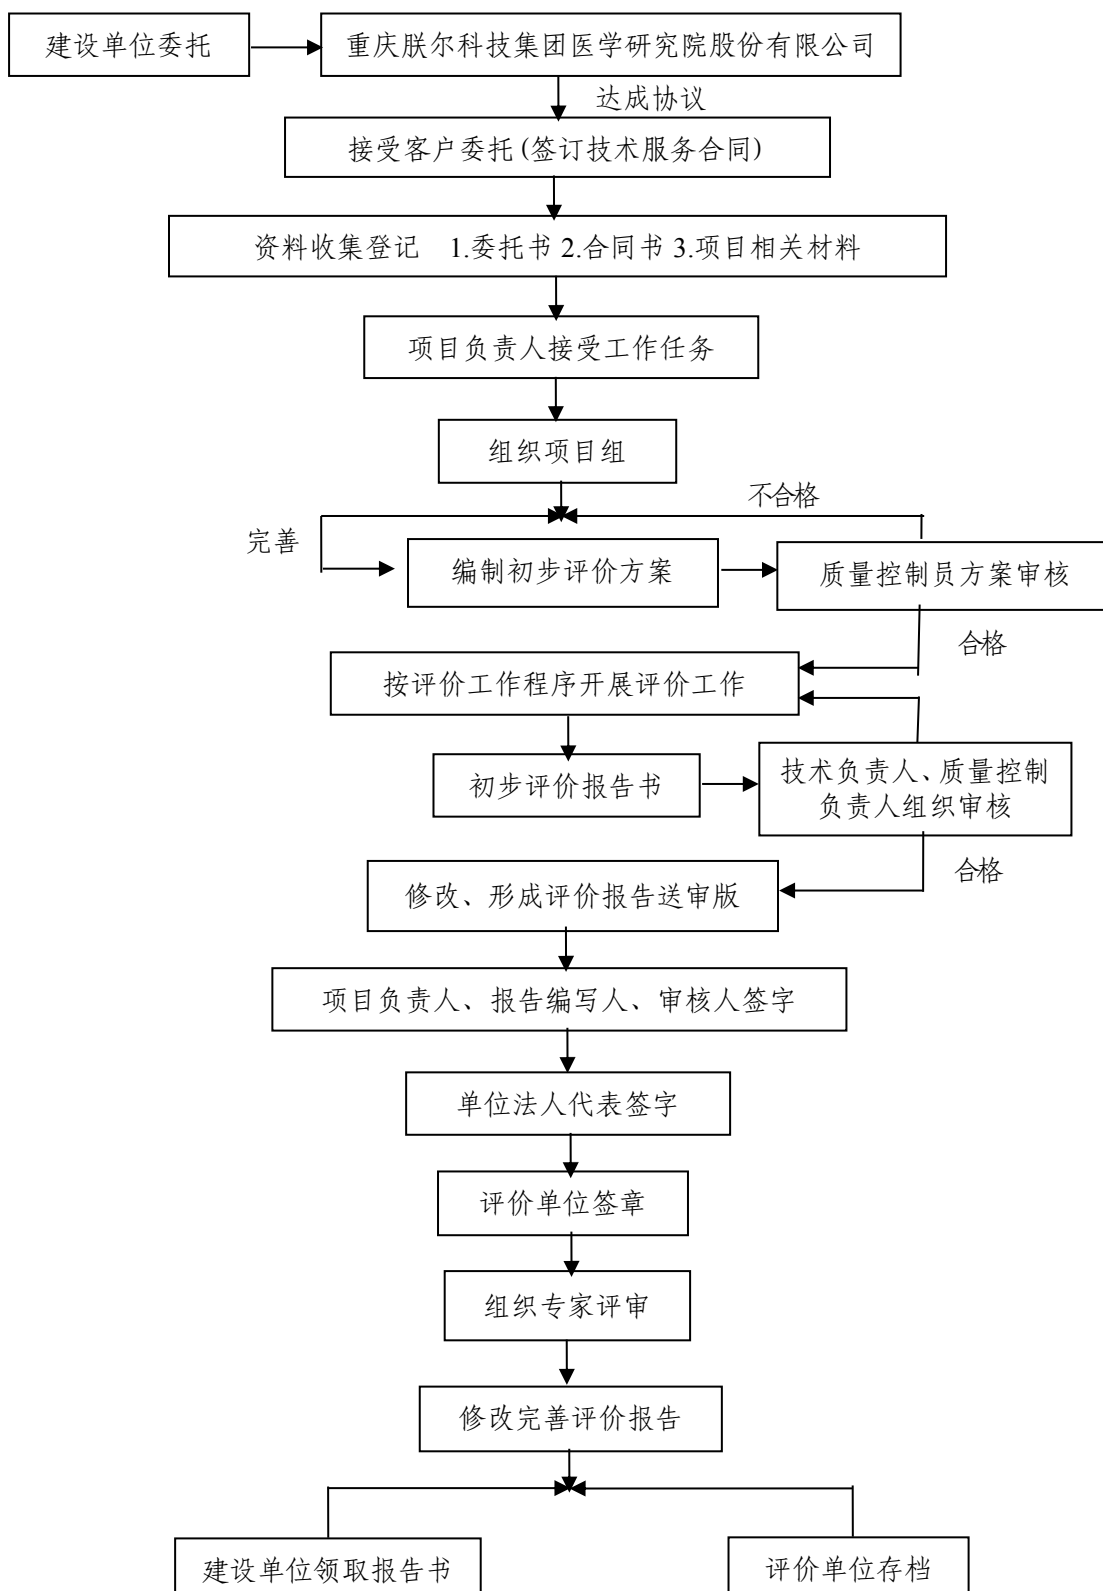 建设单位委托
重庆朕尔科技集团医学研究院股份有限公司
达成协议
接受客户委托(签订技术服务合同)
资料收集登记 1.委托书 2.合同书 3.项目相关材料
项目负责人接受工作任务
组织项目组
不合格
完善
编制初步评价方案
质量控制员方案审核
合格
按评价工作程序开展评价工作
初步评价报告书
技术负责人、质量控制
负责人组织审核
合格
修改、形成评价报告送审版
项目负责人、报告编写人、审核人签字
单位法人代表签字
评价单位签章
组织专家评审
修改完善评价报告
建设单位领取报告书
评价单位存档